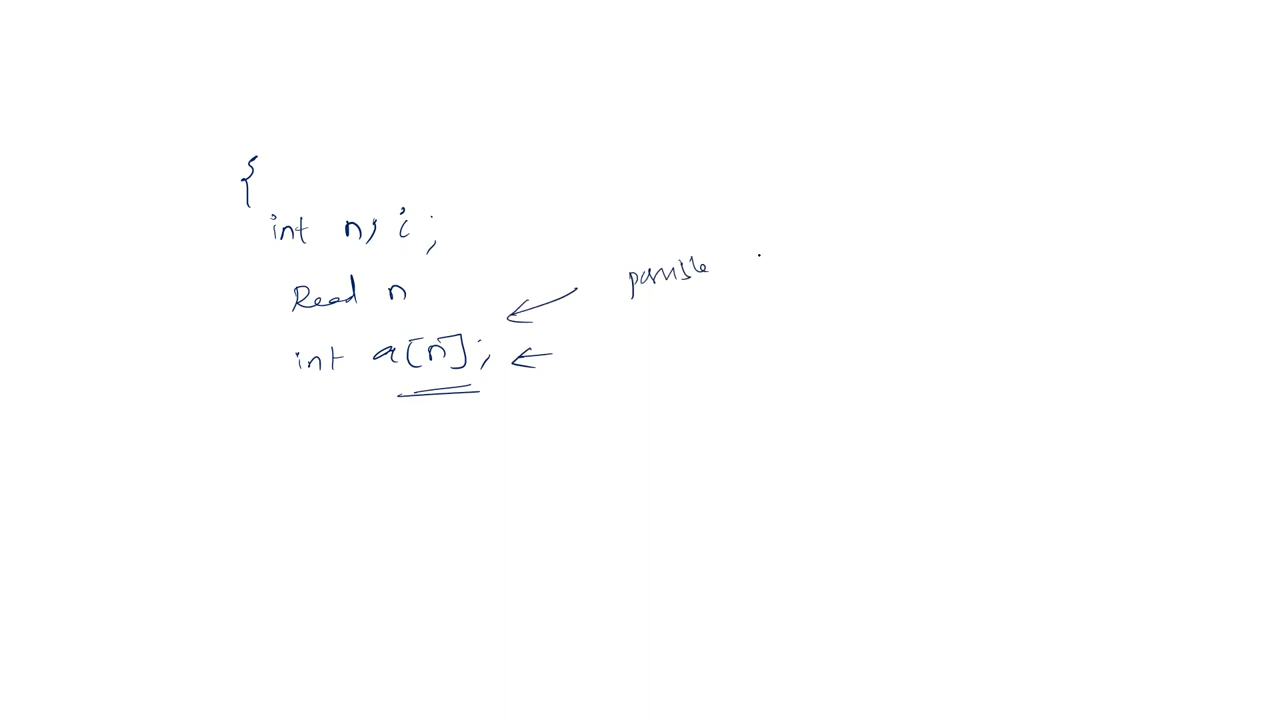 {
int n, i;
Read n
int a[n];
possible